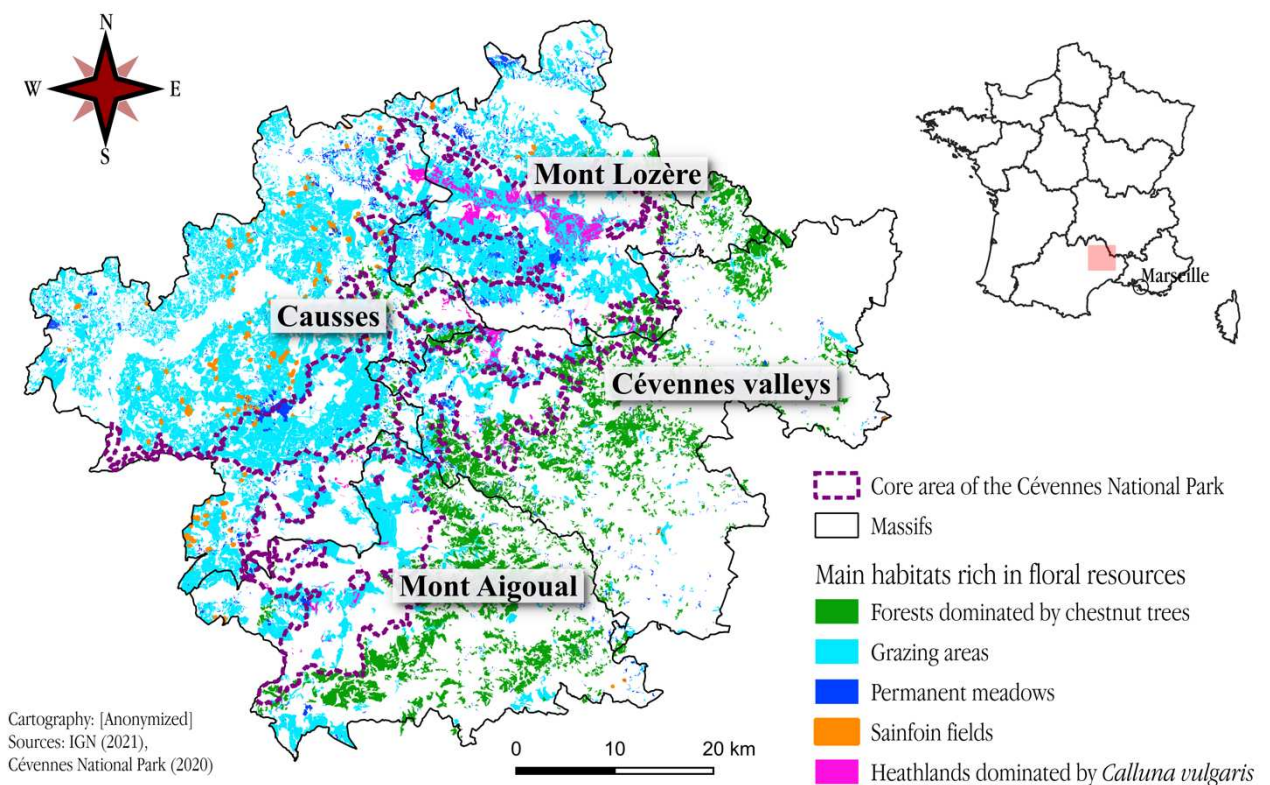 N
W
E
S
Mont Lozère
Marseille
Causses
Cévennes valleys
Mont Aigoual
Core area of the Cévennes National Park
Massifs
Main habitats rich in floral resources
Forests dominated by chestnut trees
Grazing areas
Permanent meadows
Sainfoin fields
Heathlands dominated by Calluna vulgaris
Cartography: [Anonymized]
Sources: IGN (2021),
Cévennes National Park (2020)
0 10 20 km